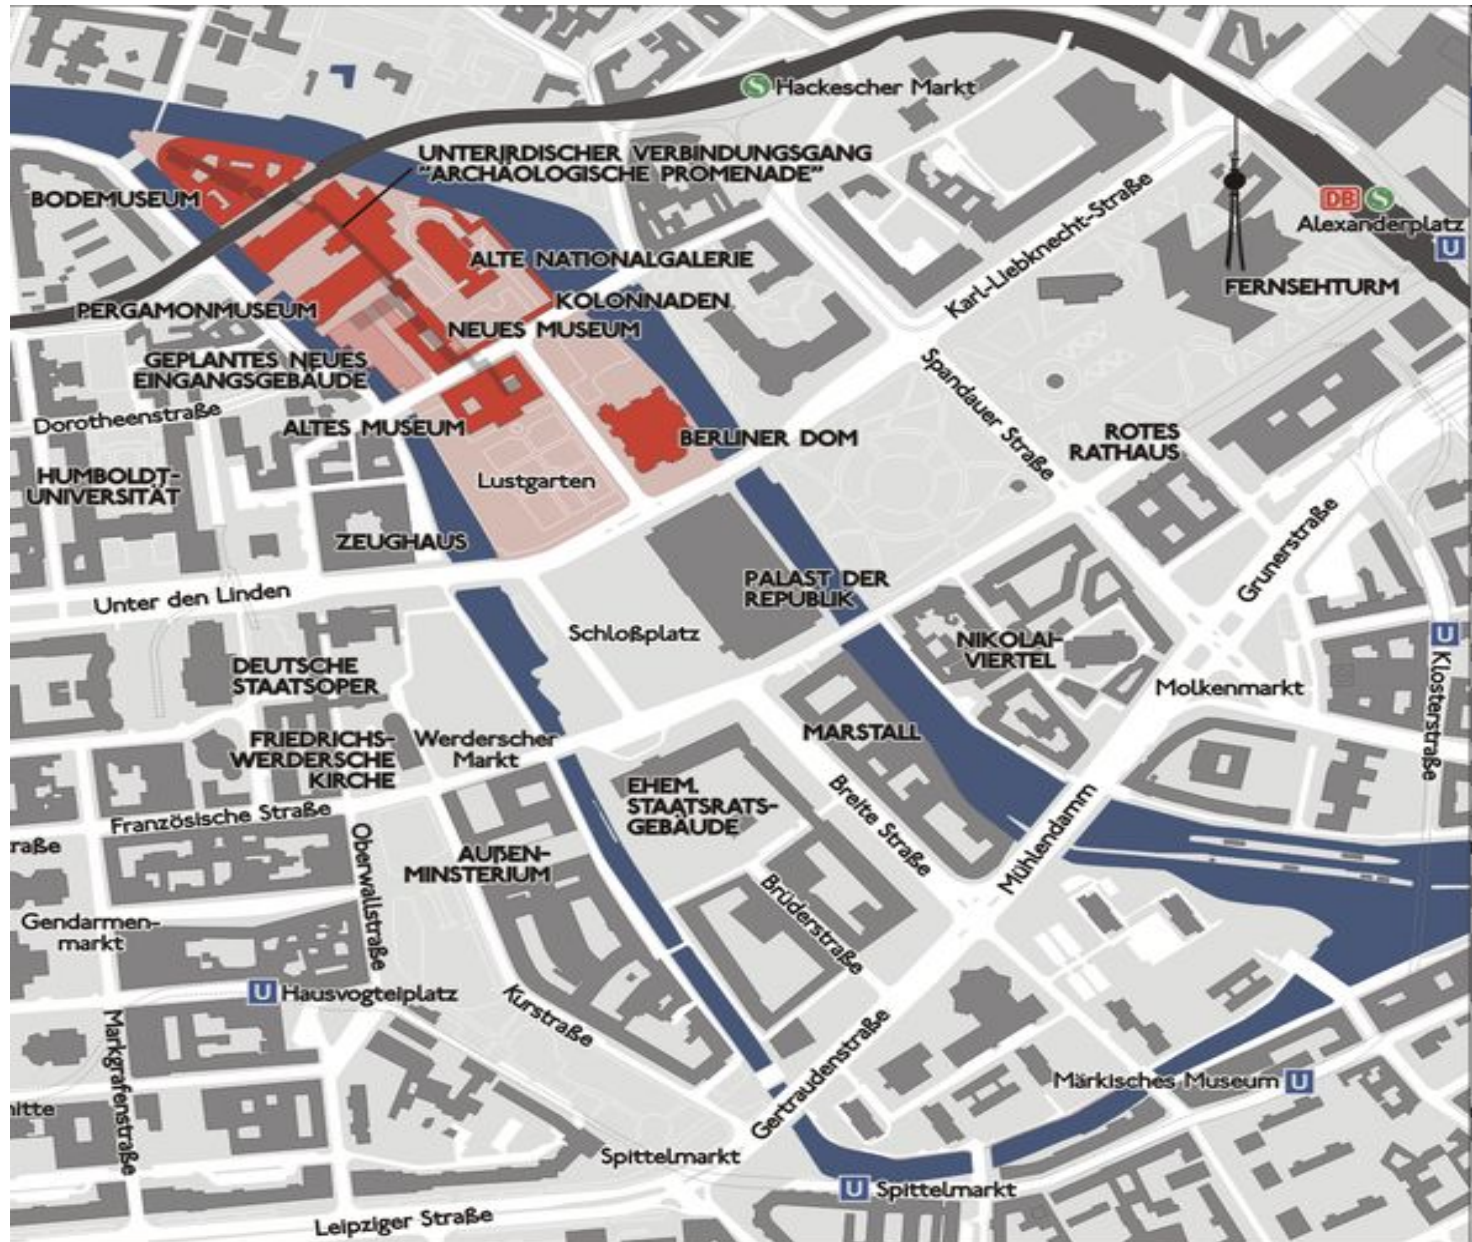 S Hackescher Markt
UNTERIRDISCHER VERBINDUNGSGANG
"ARCHÄOLOGISCHE PROMENADE"
BODEMUSEUM
Karl-Liebknecht-Straße
DB S
Alexanderplatz
U
ALTE NATIONALGALERIE
FERNSEHTURM
KOLONNADEN
PERGAMONMUSEUM
NEUES MUSEUM
GEPLANTES NEUES
EINGANGSGEBÄUDE
Dorotheenstraße
ALTES MUSEUM
BERLINER DOM
Spandauer Straße
ROTES
RATHAUS
HUMBOLDT-
UNIVERSITÄT
Lustgarten
ZEUGHAUS
Grunerstraße
Unter den Linden
PALAST DER
REPUBLIK
Schloßplatz
NIKOLAI-
VIERTEL
U Klosterstraße
DEUTSCHE
STAATSOPER
Molkenmarkt
FRIEDRICHS-
WERDERSCHE
KIRCHE
Werderscher
Markt
MARSTALL
EHEM.
STAATSRATS-
GEBÄUDE
Breite Straße
Französische Straße
raße
Oberwallstraße
AUßEN-
MINSTERIUM
Mühlendamm
Brüderstraße
Gendarmen-
markt
U Hausvogteiplatz
Kurstraße
Markgrafenstraße
Gertraudenstraße
Märkisches Museum U
itte
Spittelmarkt
U Spittelmarkt
Leipziger Straße